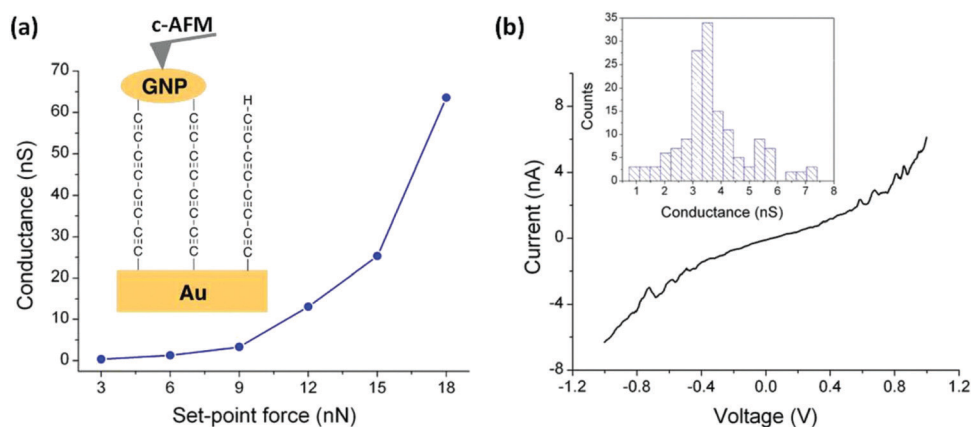 (a)
c-AFM
GNP
H
C≡C–C≡C–C≡C–C≡C
C≡C–C≡C–C≡C–C≡C
C≡C–C≡C–C≡C–C≡C
Au
Conductance (nS)
70
60
50
40
30
20
10
0
3 6 9 12 15 18
Set-point force (nN)
(b)
Counts
35
30
25
20
15
10
5
0
1 2 3 4 5 6 7 8
Conductance (nS)
Current (nA)
8
4
0
-4
-8
-1.2 -0.8 -0.4 0.0 0.4 0.8 1.2
Voltage (V)